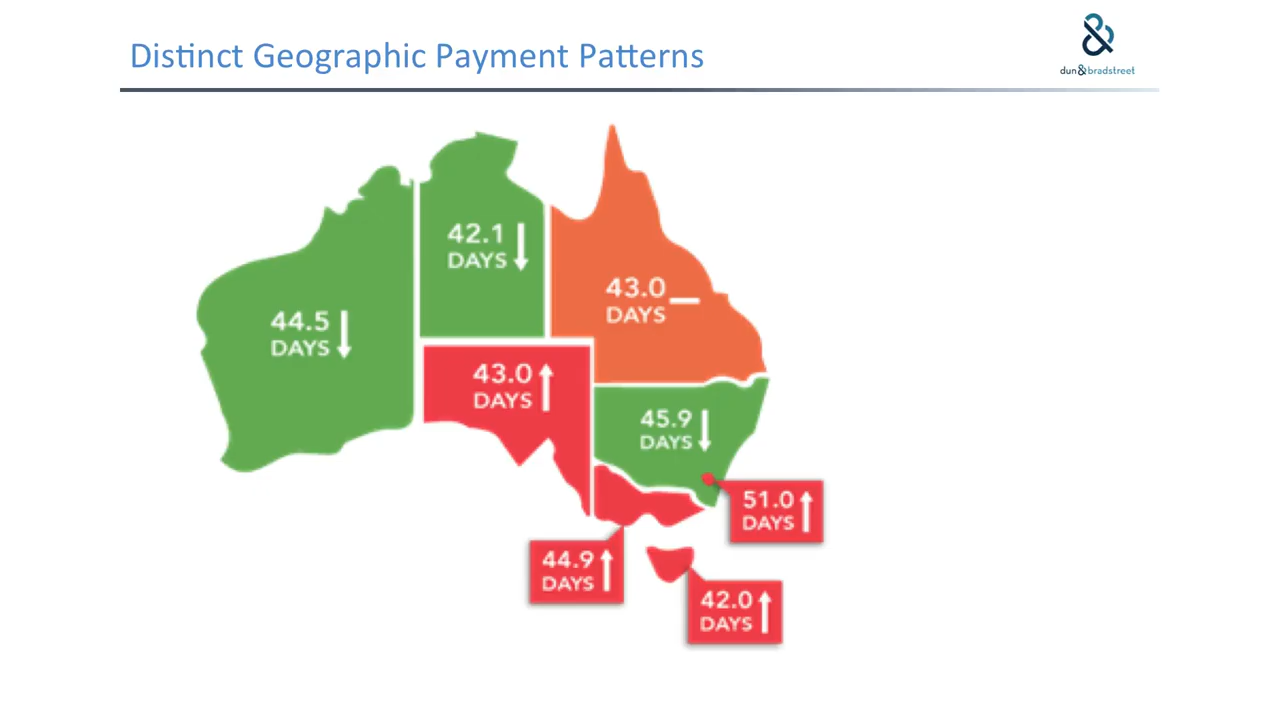 Distinct Geographic Payment Patterns
dun&bradstreet
42.1
DAYS
43.0
DAYS
44.5
DAYS
43.0
DAYS
45.9
DAYS
51.0
DAYS
44.9
DAYS
42.0
DAYS